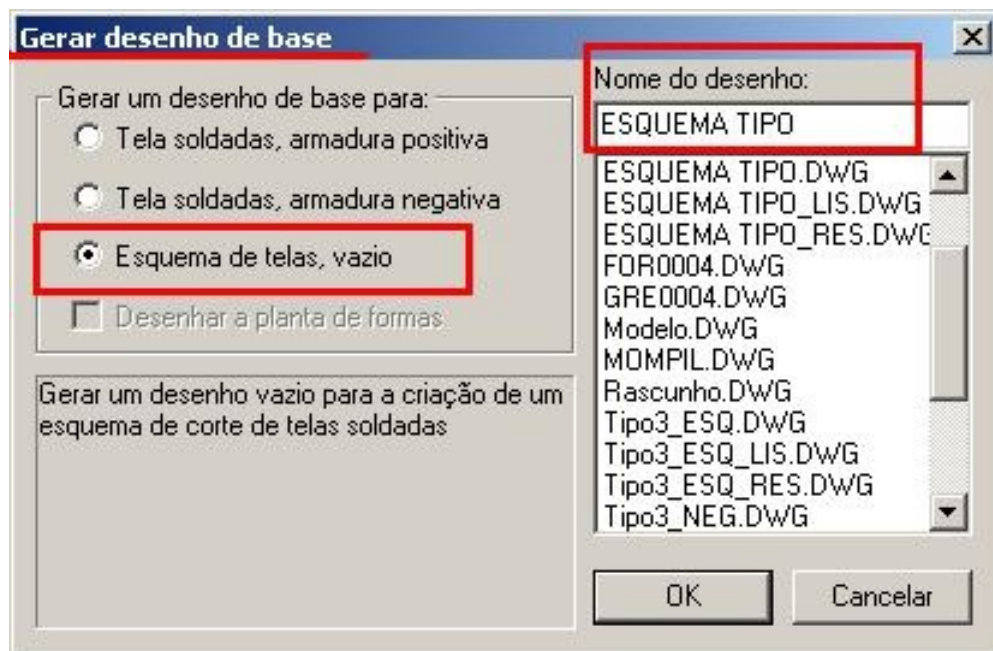 Gerar desenho de base
Gerar um desenho de base para:
Tela soldadas, armadura positiva
Tela soldadas, armadura negativa
Esquema de telas, vazio
Desenhar a planta de formas
Gerar um desenho vazio para a criação de um
esquema de corte de telas soldadas
Nome do desenho:
ESQUEMA TIPO
ESQUEMA TIPO.DWG
ESQUEMA TIPO_LIS.DWG
ESQUEMA TIPO_RES.DWG
FOR0004.DWG
GRE0004.DWG
Modelo.DWG
MOMPIL.DWG
Rascunho.DWG
Tipo3_ESQ.DWG
Tipo3_ESQ_LIS.DWG
Tipo3_ESQ_RES.DWG
Tipo3_NEG.DWG
OK
Cancelar